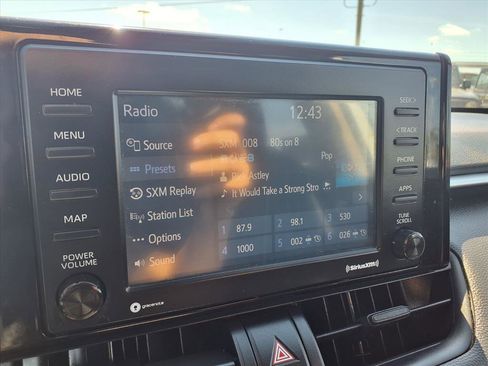 HOME
MENU
AUDIO
MAP
POWER
VOLUME
Radio
12:43
Source
Presets
SXM Replay
Station List
Options
Sound
SXM 008 80s on 8
Pop
Rick Astley
It Would Take a Strong Stro
1 87.9
2 98.1
3 530
4 1000
5 002
6 026
SEEK>
<TRACK
PHONE
APPS
TUNE
SCROLL
gracenote
SiriusXM